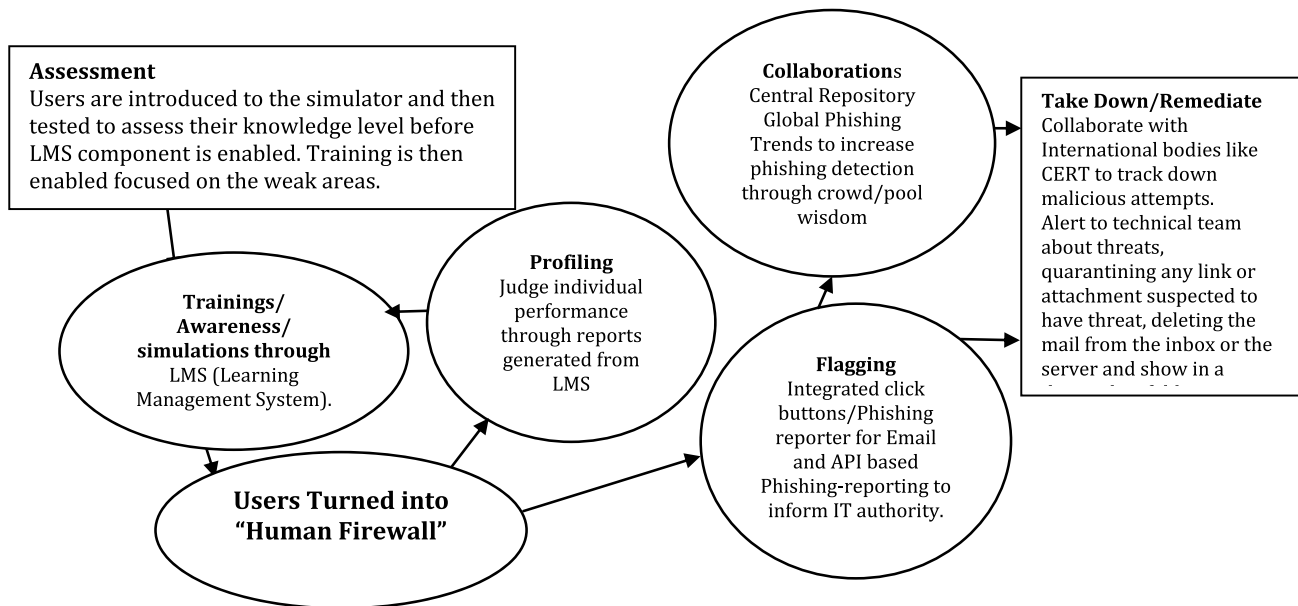 Assessment
Users are introduced to the simulator and then
tested to assess their knowledge level before
LMS component is enabled. Training is then
enabled focused on the weak areas.
Trainings/
Awareness/
simulations through
LMS (Learning
Management System).
Users Turned into
“Human Firewall”
Profiling
Judge individual
performance
through reports
generated from
LMS
Collaborations
Central Repository
Global Phishing
Trends to increase
phishing detection
through crowd/pool
wisdom
Flagging
Integrated click
buttons/Phishing
reporter for Email
and API based
Phishing-reporting to
inform IT authority.
Take Down/Remediate
Collaborate with
International bodies like
CERT to track down
malicious attempts.
Alert to technical team
about threats,
quarantining any link or
attachment suspected to
have threat, deleting the
mail from the inbox or the
server and show in a